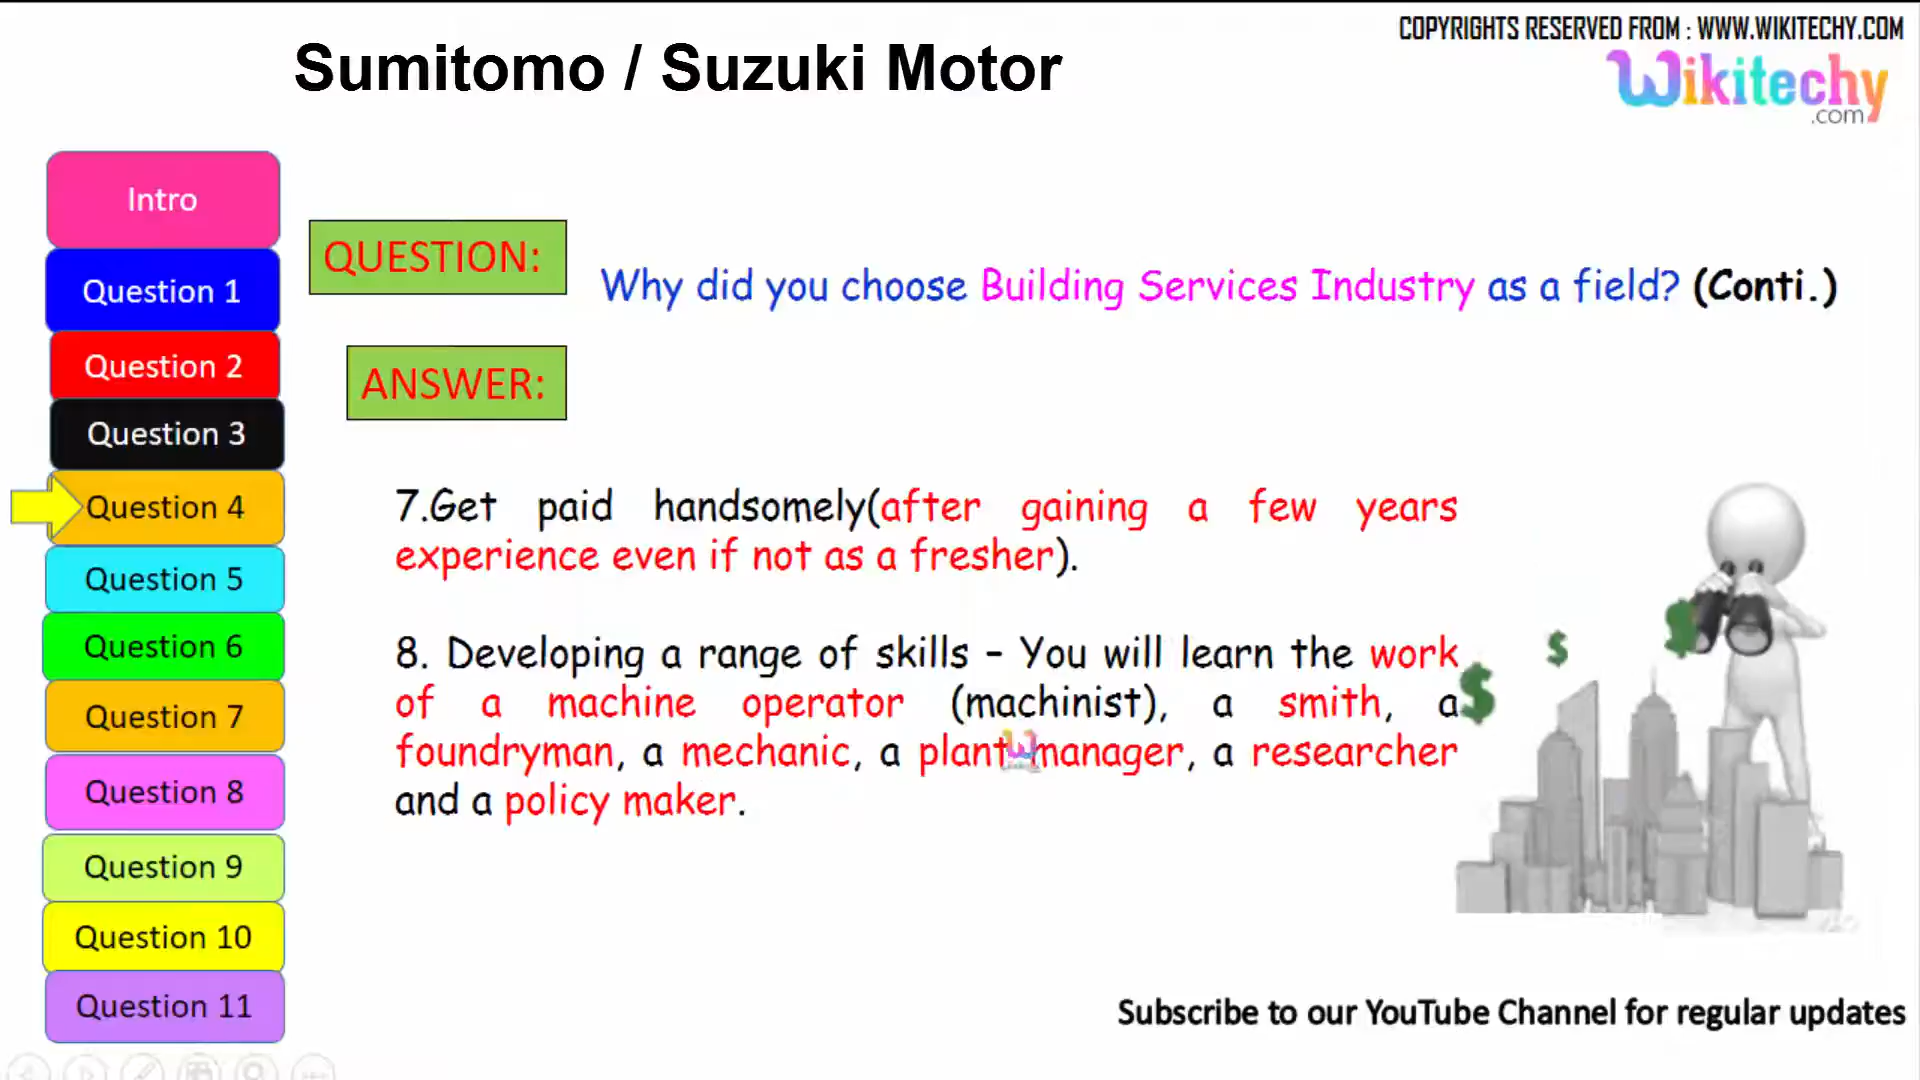 COPYRIGHTS RESERVED FROM : WWW.WIKITECHY.COM
Sumitomo / Suzuki Motor
Wikitechy
.com
Intro
Question 1
Question 2
Question 3
Question 4
Question 5
Question 6
Question 7
Question 8
Question 9
Question 10
Question 11
QUESTION:
Why did you choose Building Services Industry as a field? (Conti.)
ANSWER:
7.Get paid handsomely(after gaining a few years
experience even if not as a fresher).
8. Developing a range of skills – You will learn the work
of a machine operator (machinist), a smith, a
foundryman, a mechanic, a plant manager, a researcher
and a policy maker.
Subscribe to our YouTube Channel for regular updates